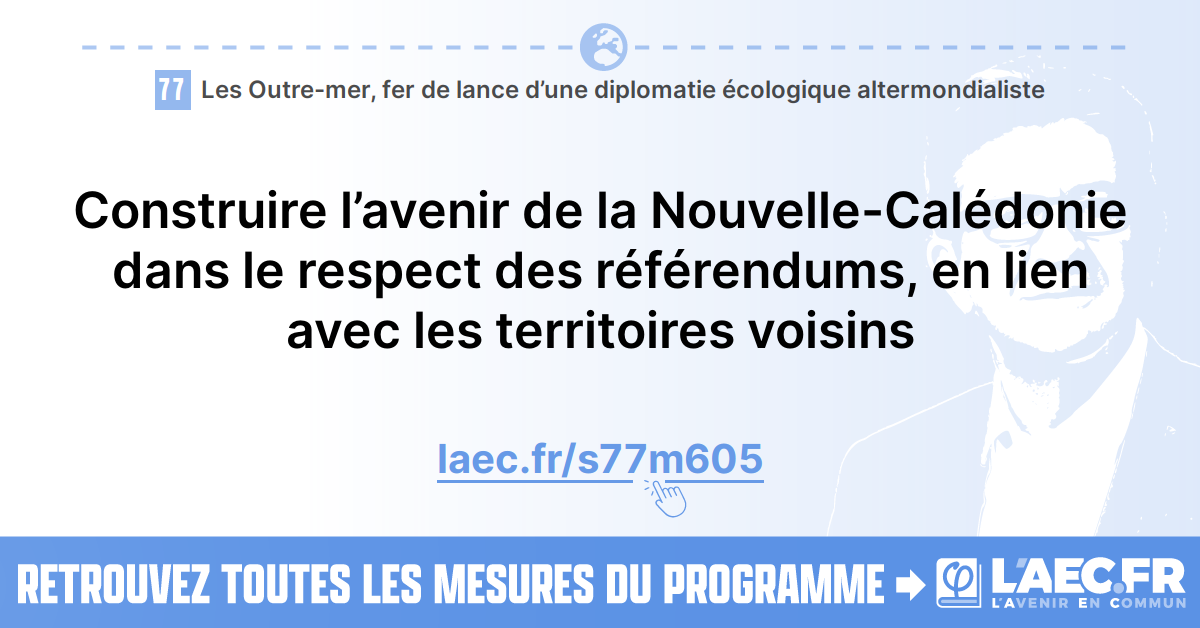 77 Les Outre-mer, fer de lance d’une diplomatie écologique altermondialiste
Construire l’avenir de la Nouvelle-Calédonie
dans le respect des référendums, en lien
avec les territoires voisins
laec.fr/s77m605
RETROUVEZ TOUTES LES MESURES DU PROGRAMME
L'AEC.FR
L'AVENIR EN COMMUN